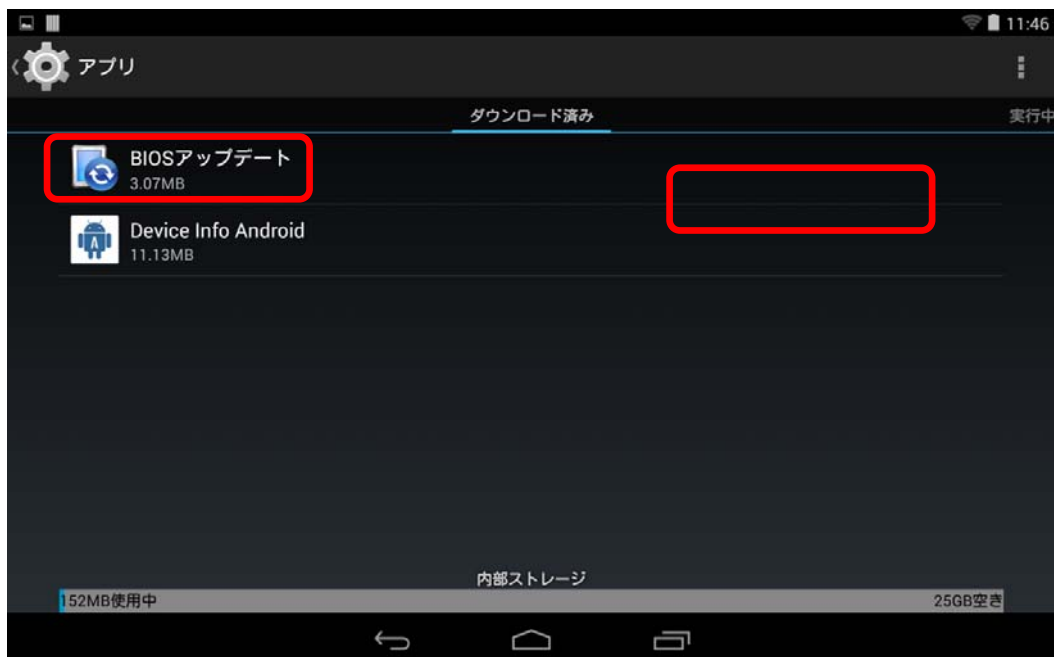 11:46
アプリ
ダウンロード済み
実行中
BIOSアップデート
3.07MB
Device Info Android
11.13MB
内部ストレージ
152MB使用中
25GB空き